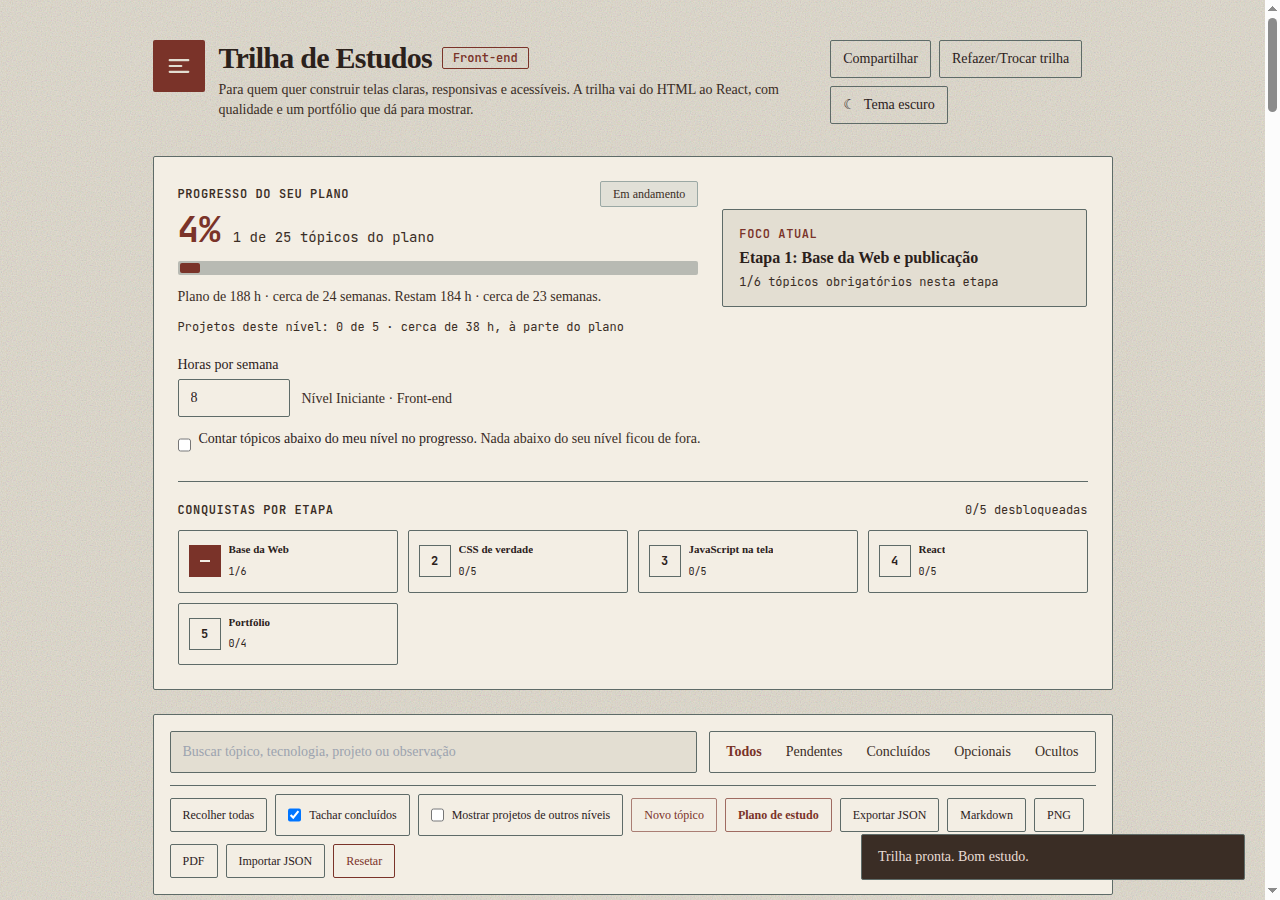 Trilha de Estudos
Front-end
Para quem quer construir telas claras, responsivas e acessíveis. A trilha vai do HTML ao React, com
qualidade e um portfólio que dá para mostrar.
Compartilhar
Refazer/Trocar trilha
Tema escuro
PROGRESSO DO SEU PLANO
Em andamento
4%
1 de 25 tópicos do plano
Plano de 188 h · cerca de 24 semanas. Restam 184 h · cerca de 23 semanas.
Projetos deste nível: 0 de 5 · cerca de 38 h, à parte do plano
FOCO ATUAL
Etapa 1: Base da Web e publicação
1/6 tópicos obrigatórios nesta etapa
Horas por semana
8
Nível Iniciante · Front-end
Contar tópicos abaixo do meu nível no progresso. Nada abaixo do seu nível ficou de fora.
CONQUISTAS POR ETAPA
0/5 desbloqueadas
Base da Web
1/6
2
CSS de verdade
0/5
3
JavaScript na tela
0/5
4
React
0/5
5
Portfólio
0/4
Buscar tópico, tecnologia, projeto ou observação
Todos
Pendentes
Concluídos
Opcionais
Ocultos
Recolher todas
Tachar concluídos
Mostrar projetos de outros níveis
Novo tópico
Plano de estudo
Exportar JSON
Markdown
PNG
PDF
Importar JSON
Resetar
Trilha pronta. Bom estudo.